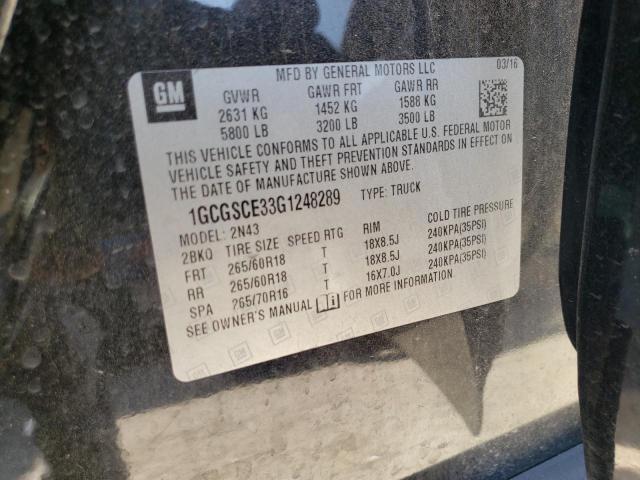 GM
MFD BY GENERAL MOTORS LLC 03/16
GVWR GAWR FRT GAWR RR
2631 KG 1452 KG 1588 KG
5800 LB 3200 LB 3500 LB
THIS VEHICLE CONFORMS TO ALL APPLICABLE U.S. FEDERAL MOTOR
VEHICLE SAFETY AND THEFT PREVENTION STANDARDS IN EFFECT ON
THE DATE OF MANUFACTURE SHOWN ABOVE.
1GCGSCE33G1248289 TYPE: TRUCK
MODEL: 2N43
2BKQ TIRE SIZE SPEED RTG RIM COLD TIRE PRESSURE
FRT 265/60R18 T 18X8.5J 240KPA(35PSI)
RR 265/60R18 T 18X8.5J 240KPA(35PSI)
SPA 265/70R16 T 16X7.0J 240KPA(35PSI)
SEE OWNER'S MANUAL FOR MORE INFORMATION
GM GM GM GM